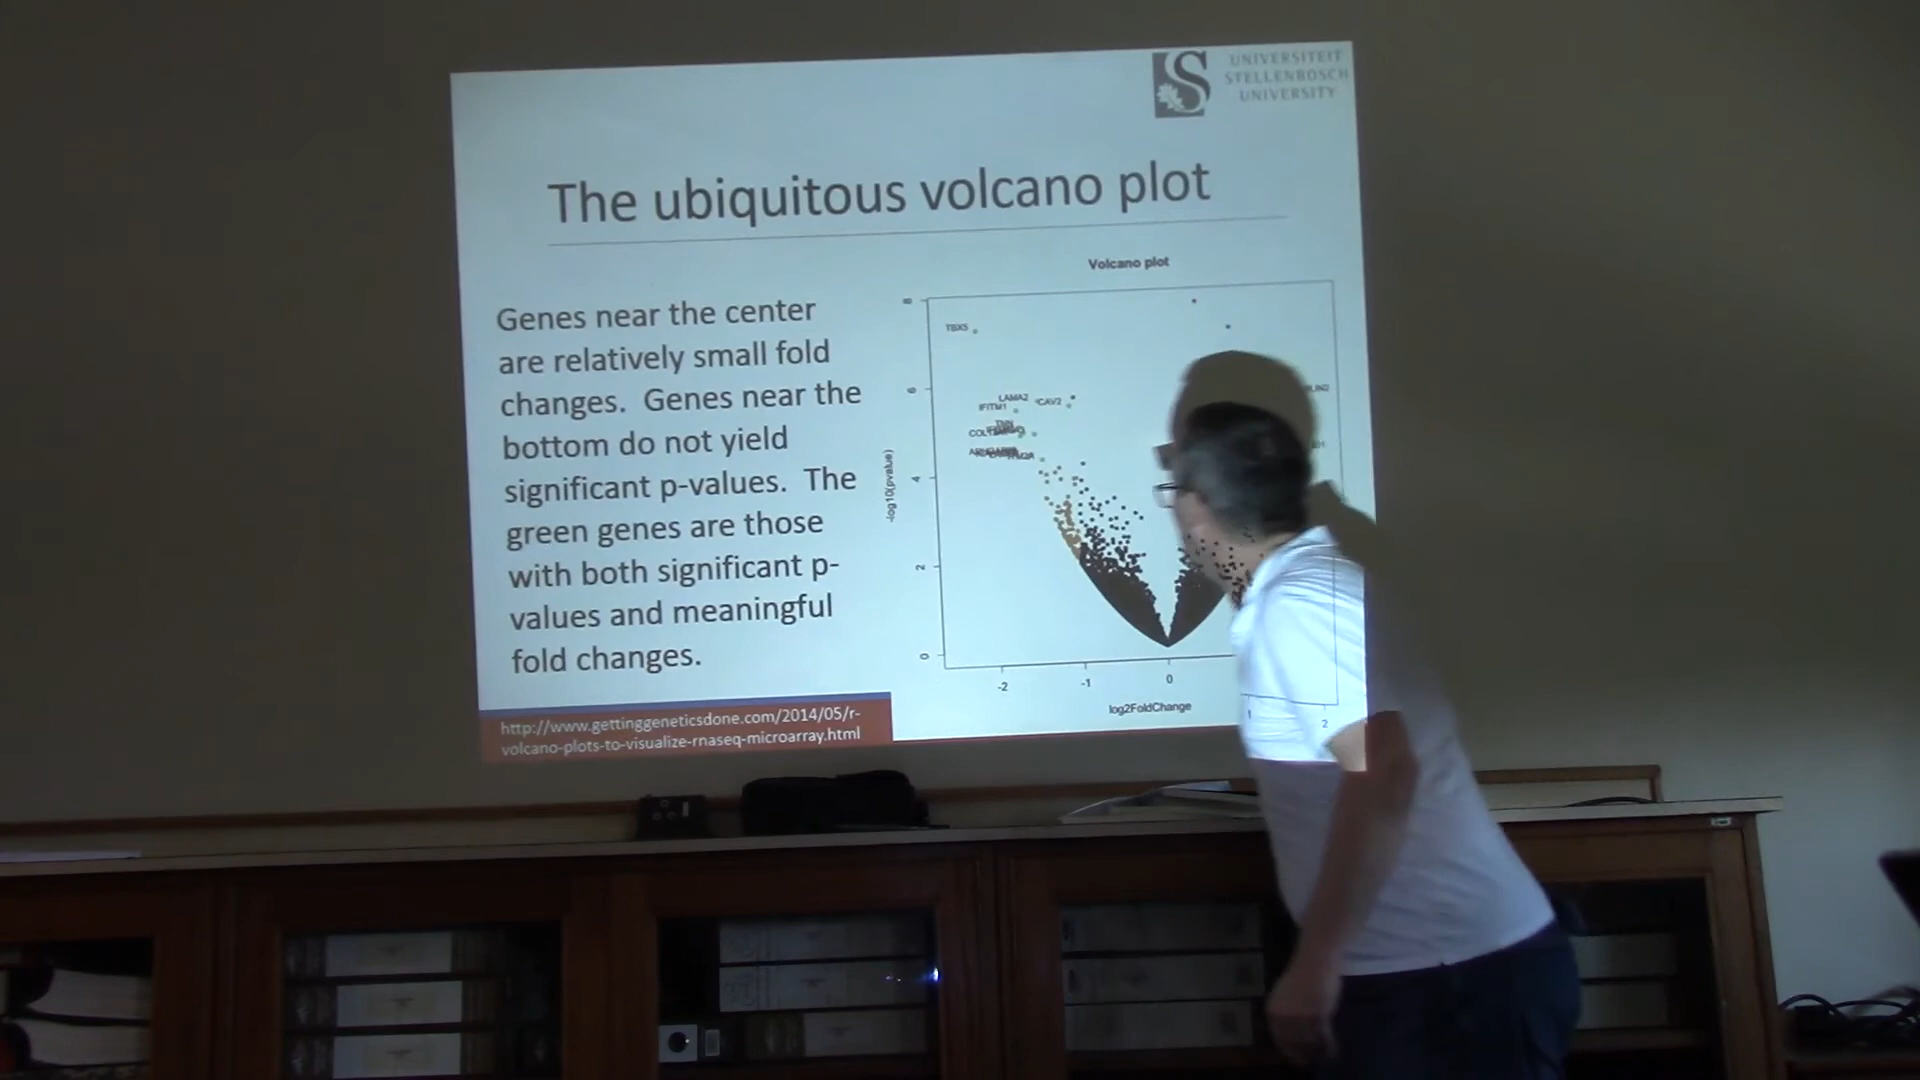 UNIVERSITEIT
STELLENBOSCH
UNIVERSITY
The ubiquitous volcano plot
Genes near the center
are relatively small fold
changes. Genes near the
bottom do not yield
significant p-values. The
green genes are those
with both significant p-
values and meaningful
fold changes.
http://www.gettinggeneticsdone.com/2014/05/r-
volcano-plots-to-visualize-rnaseq-microarray.html
Volcano plot
8
TBX5
6
LAMA2
CAV2
IFITM1
4
-log10(pvalue)
2
0
-2
-1
0
1
2
log2FoldChange